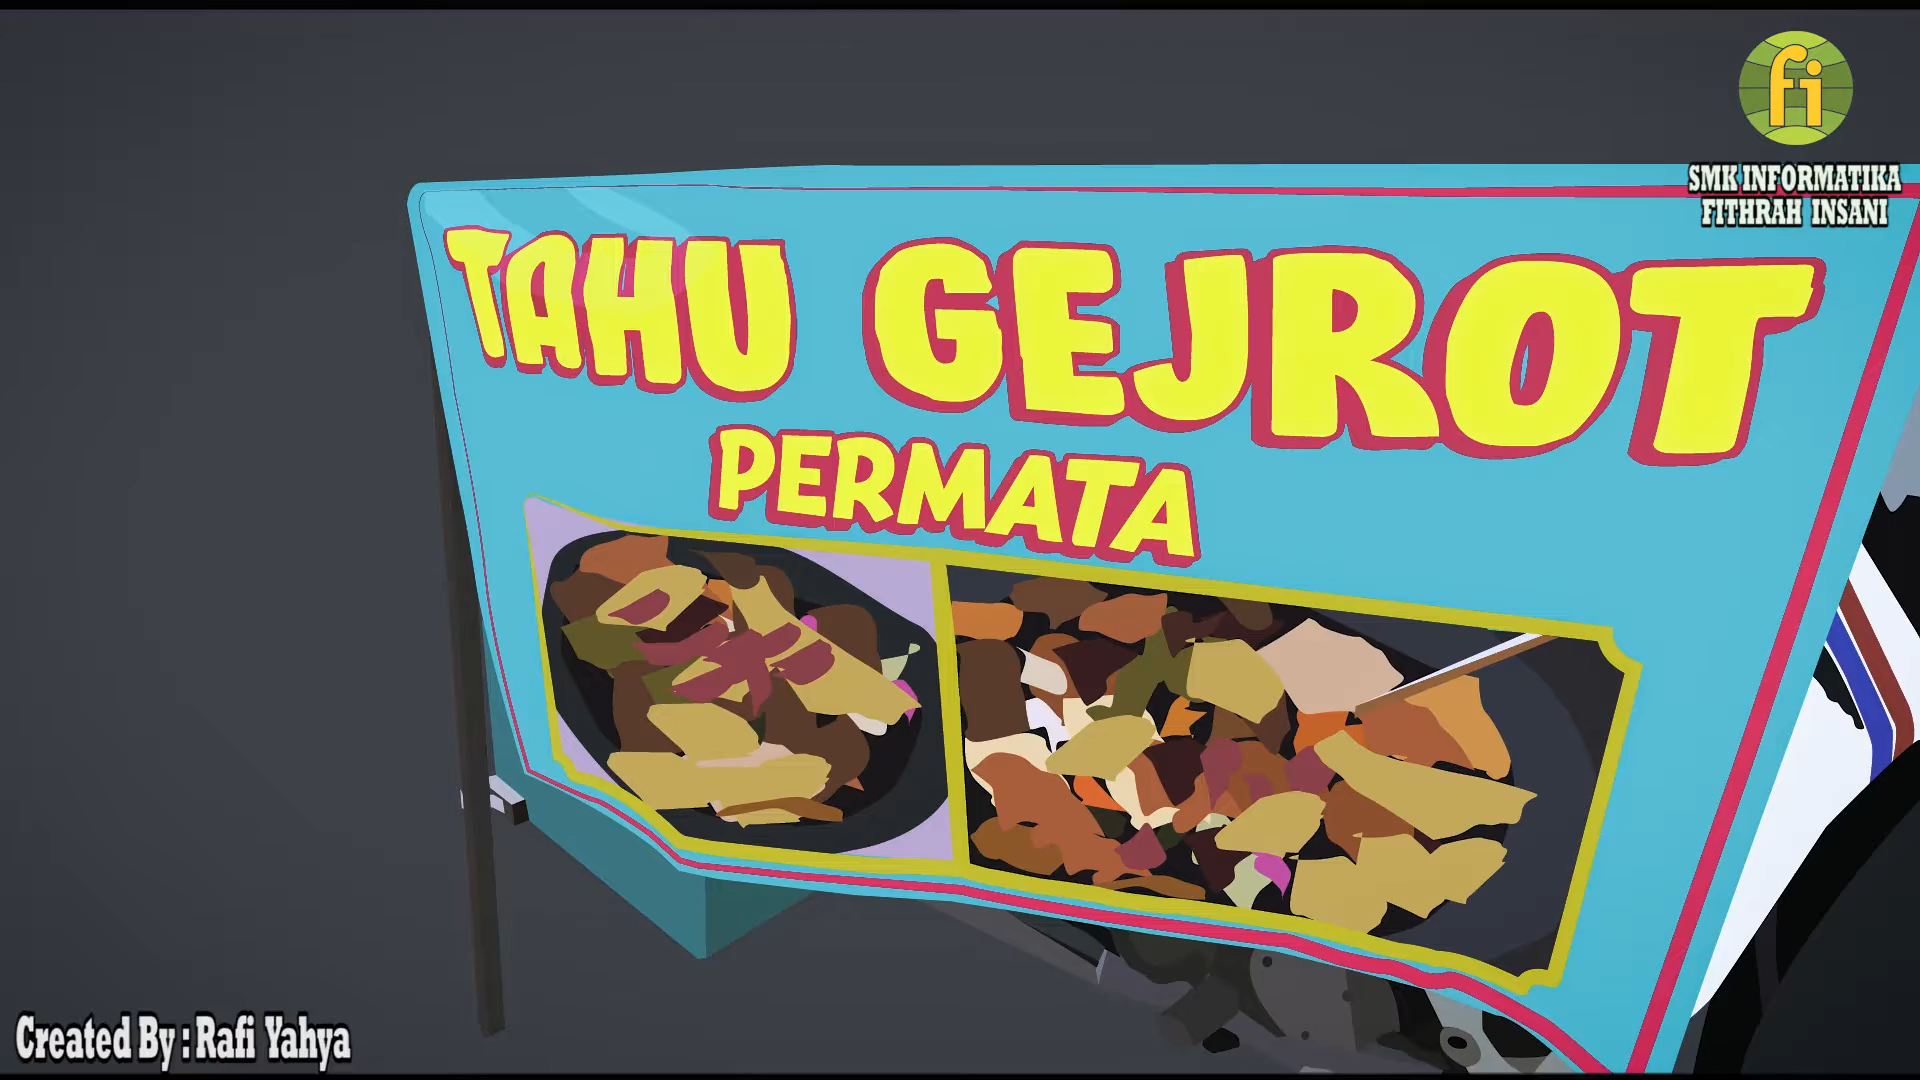 fi
SMK INFORMATIKA
FITHRAH INSANI
TAHU GEJROT
PERMATA
Created By : Rafi Yahya